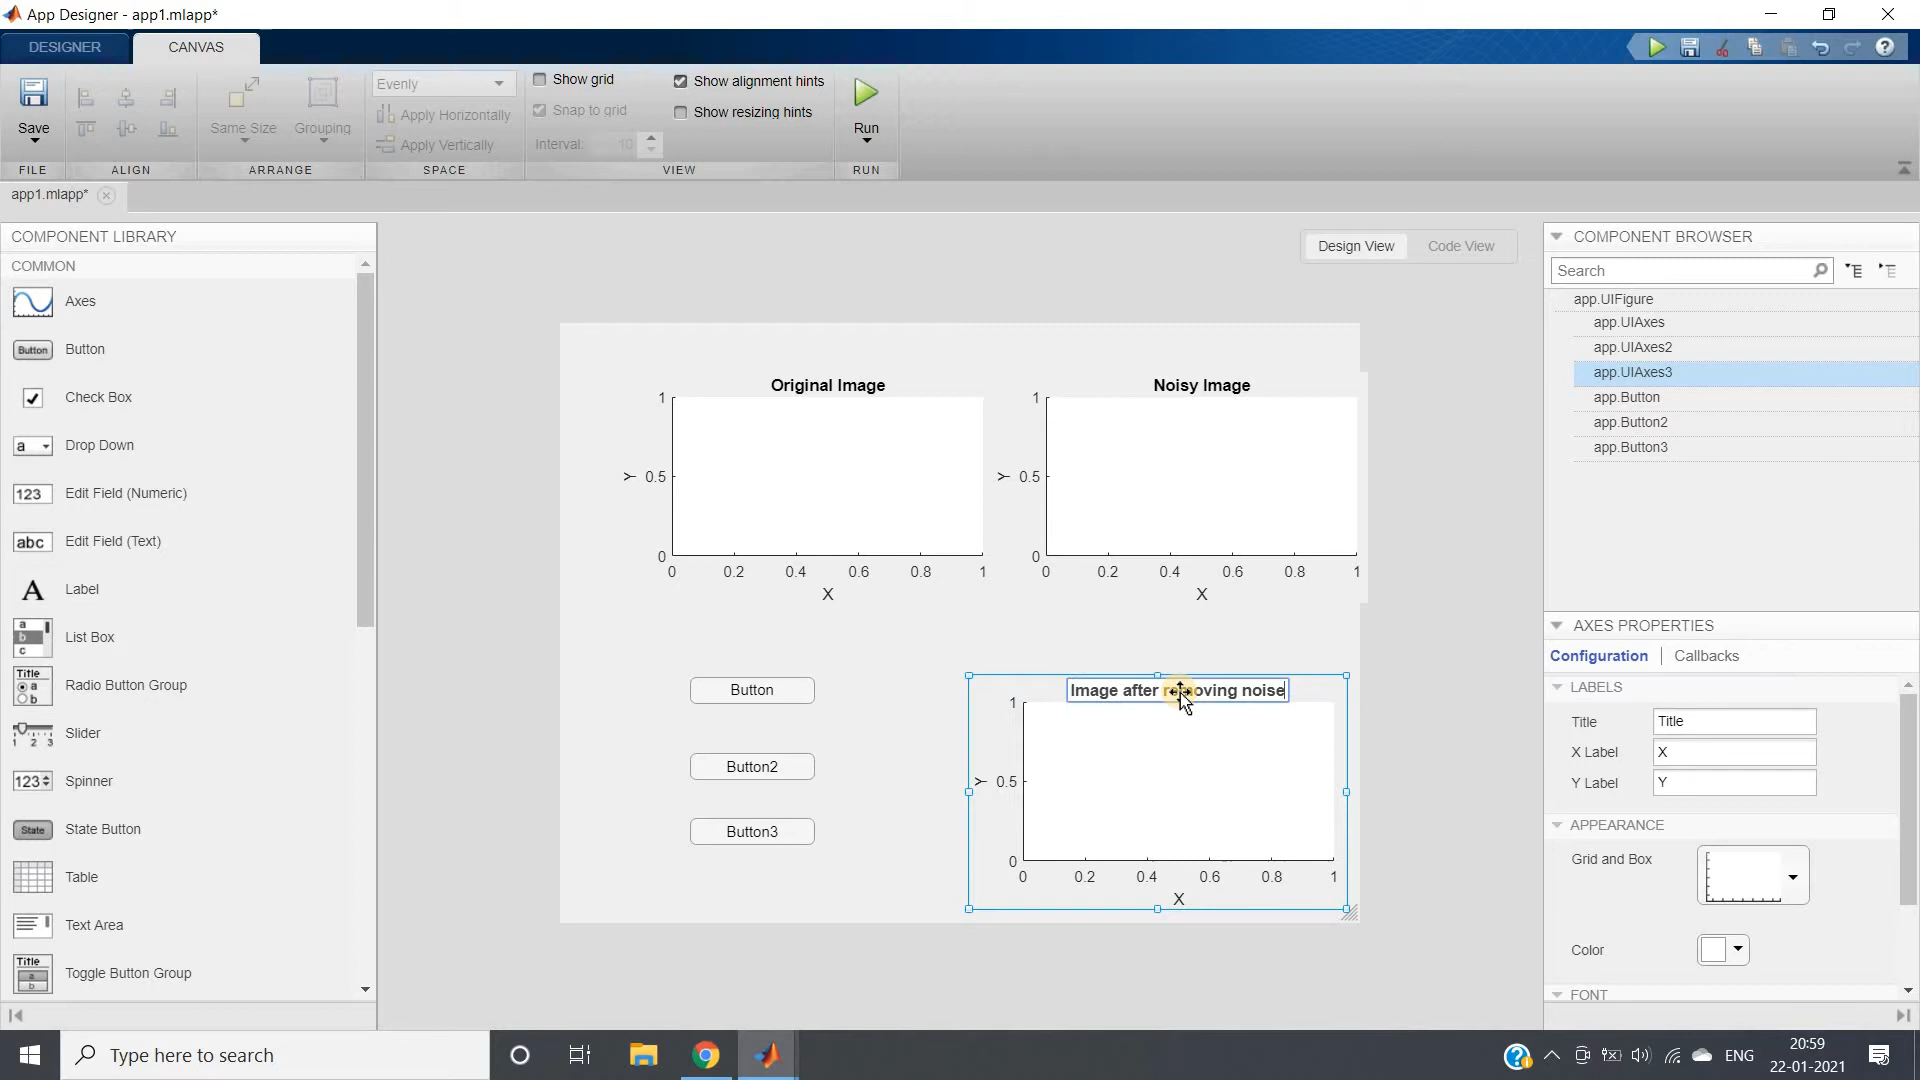 App Designer - app1.mlapp*
DESIGNER
CANVAS
Save
FILE
ALIGN
Same Size
Grouping
ARRANGE
Evenly
Apply Horizontally
Apply Vertically
SPACE
Show grid
Snap to grid
Interval:
10
Show alignment hints
Show resizing hints
VIEW
Run
RUN
app1.mlapp*
COMPONENT LIBRARY
COMMON
Axes
Button
Button
Check Box
a
Drop Down
123
Edit Field (Numeric)
abc
Edit Field (Text)
A
Label
a
b
c
List Box
Title
a
b
Radio Button Group
1 2 3
Slider
123
Spinner
State
State Button
Table
Text Area
Title
a
b
Toggle Button Group
Design View
Code View
Original Image
1
0.5
0
Y
0 0.2 0.4 0.6 0.8 1
X
Noisy Image
1
0.5
0
Y
0 0.2 0.4 0.6 0.8 1
X
Button
Button2
Button3
Image after removing noise
1
0.5
0
Y
0 0.2 0.4 0.6 0.8 1
X
COMPONENT BROWSER
Search
app.UIFigure
app.UIAxes
app.UIAxes2
app.UIAxes3
app.Button
app.Button2
app.Button3
AXES PROPERTIES
Configuration
Callbacks
LABELS
Title
Title
X Label
X
Y Label
Y
APPEARANCE
Grid and Box
Color
FONT
Type here to search
ENG
20:59
22-01-2021